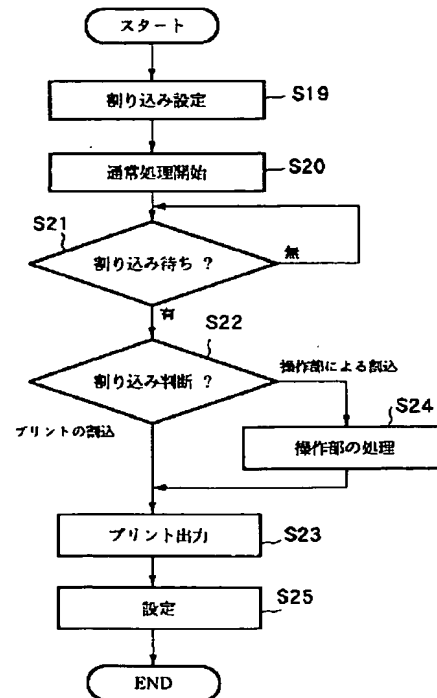 スタート
割り込み設定
S19
通常処理開始
S20
S21
割り込み待ち ?
無
有
S22
割り込み判断 ?
操作部による割込
プリントの割込
S24
操作部の処理
プリント出力
S23
設定
S25
END